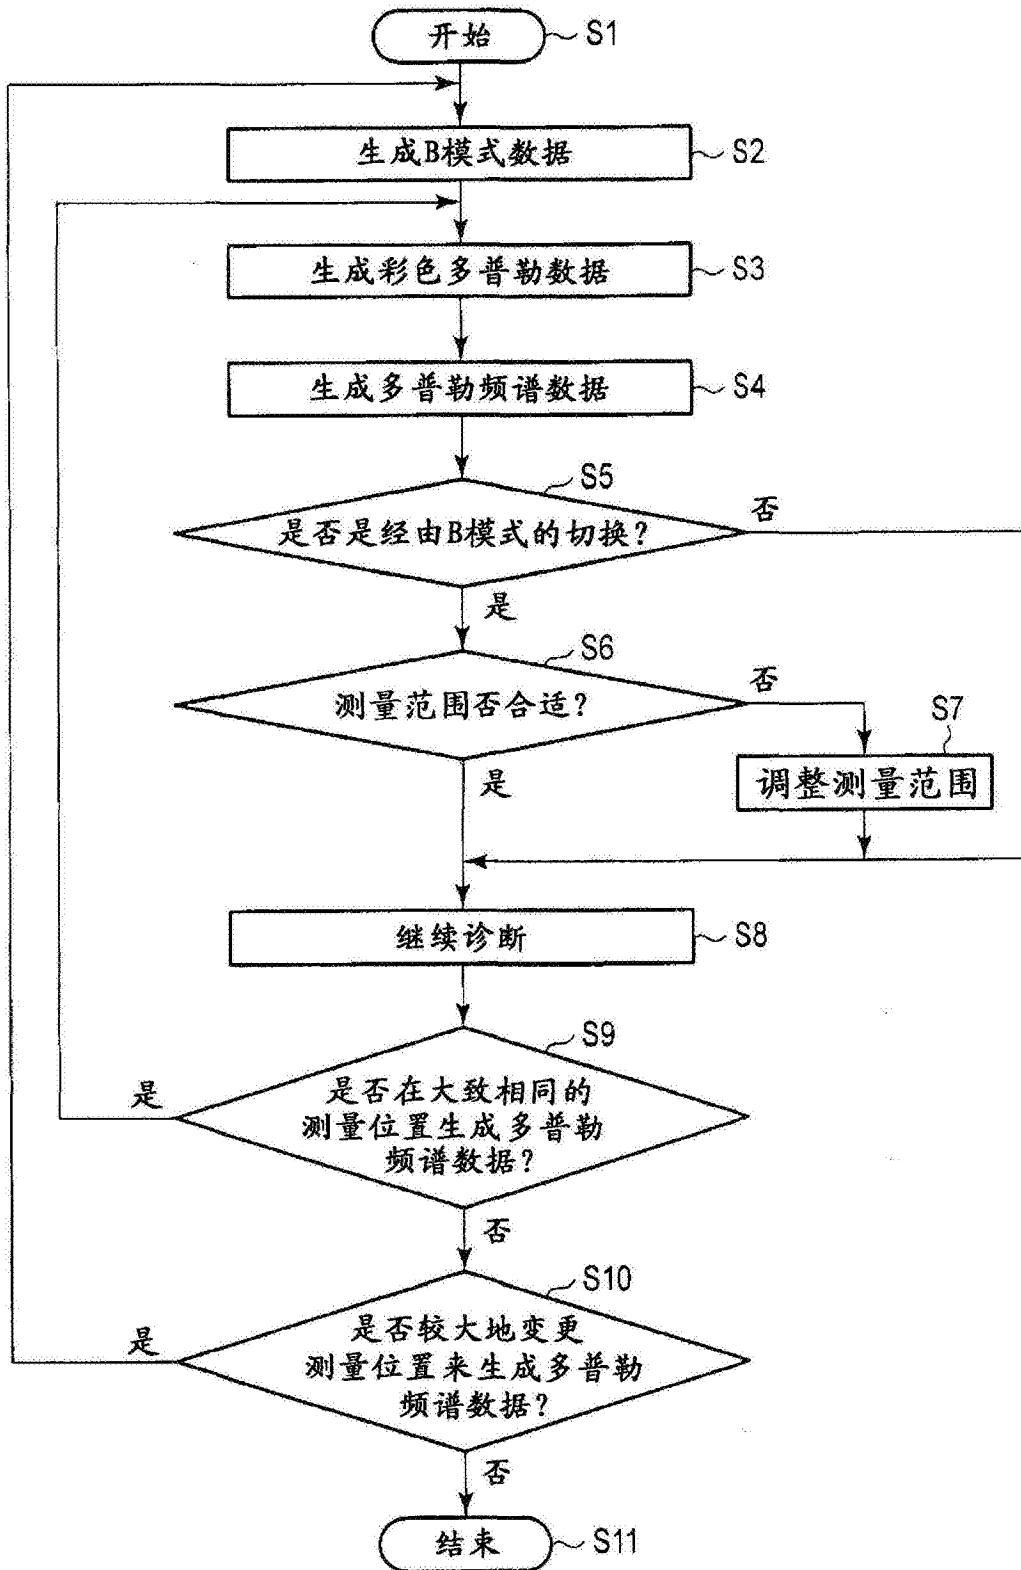 开始
S1
生成B模式数据
S2
生成彩色多普勒数据
S3
生成多普勒频谱数据
S4
S5
是否是经由B模式的切换?
否
是
S6
测量范围否合适?
否
是
S7
调整测量范围
继续诊断
S8
S9
是否在大致相同的
测量位置生成多普勒
频谱数据?
是
否
S10
是否较大地变更
测量位置来生成多普勒
频谱数据?
是
否
结束
S11